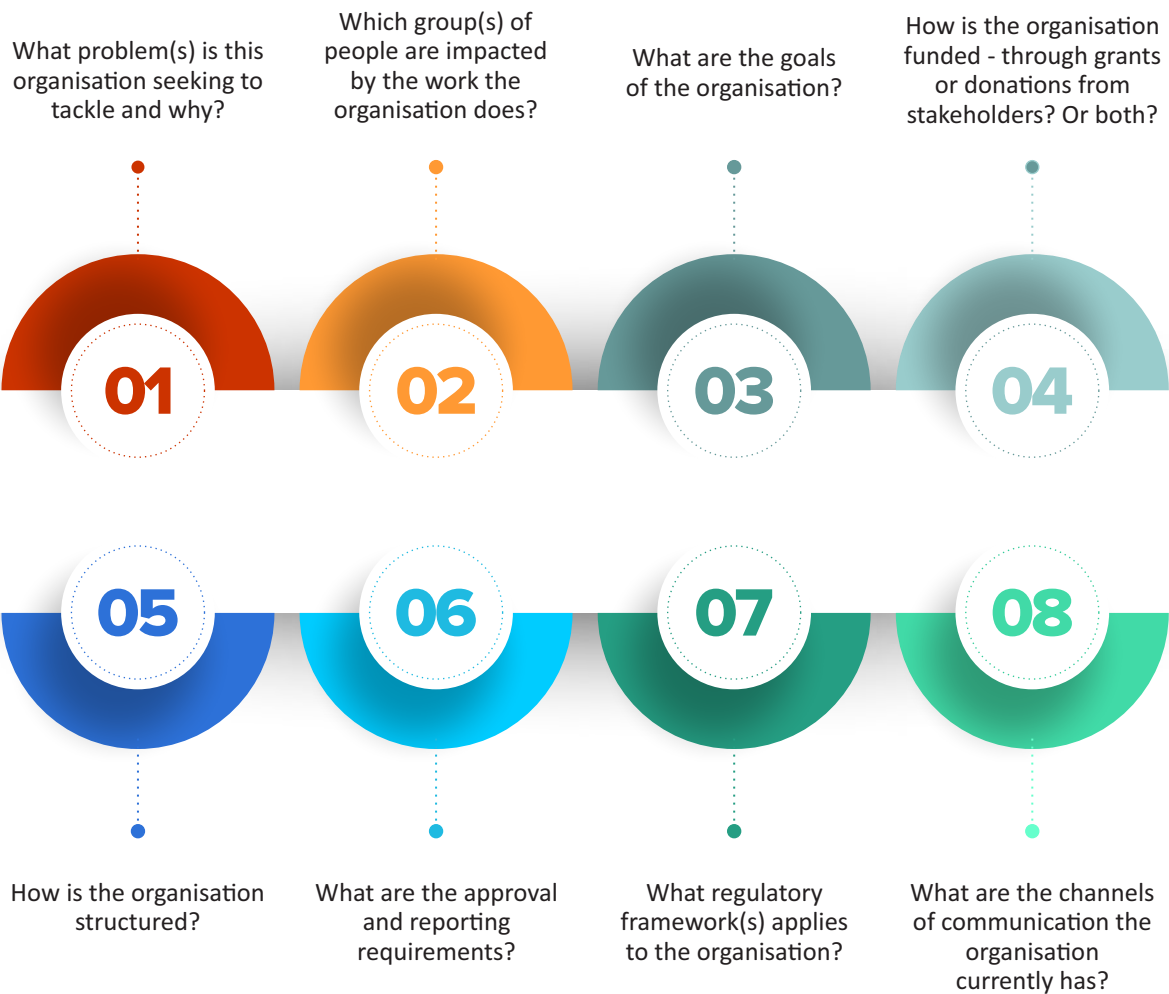 What problem(s) is this
organisation seeking to
tackle and why?
Which group(s) of
people are impacted
by the work the
organisation does?
What are the goals
of the organisation?
How is the organisation
funded - through grants
or donations from
stakeholders? Or both?
01
02
03
04
05
06
07
08
How is the organisation
structured?
What are the approval
and reporting
requirements?
What regulatory
framework(s) applies
to the organisation?
What are the channels
of communication the
organisation
currently has?